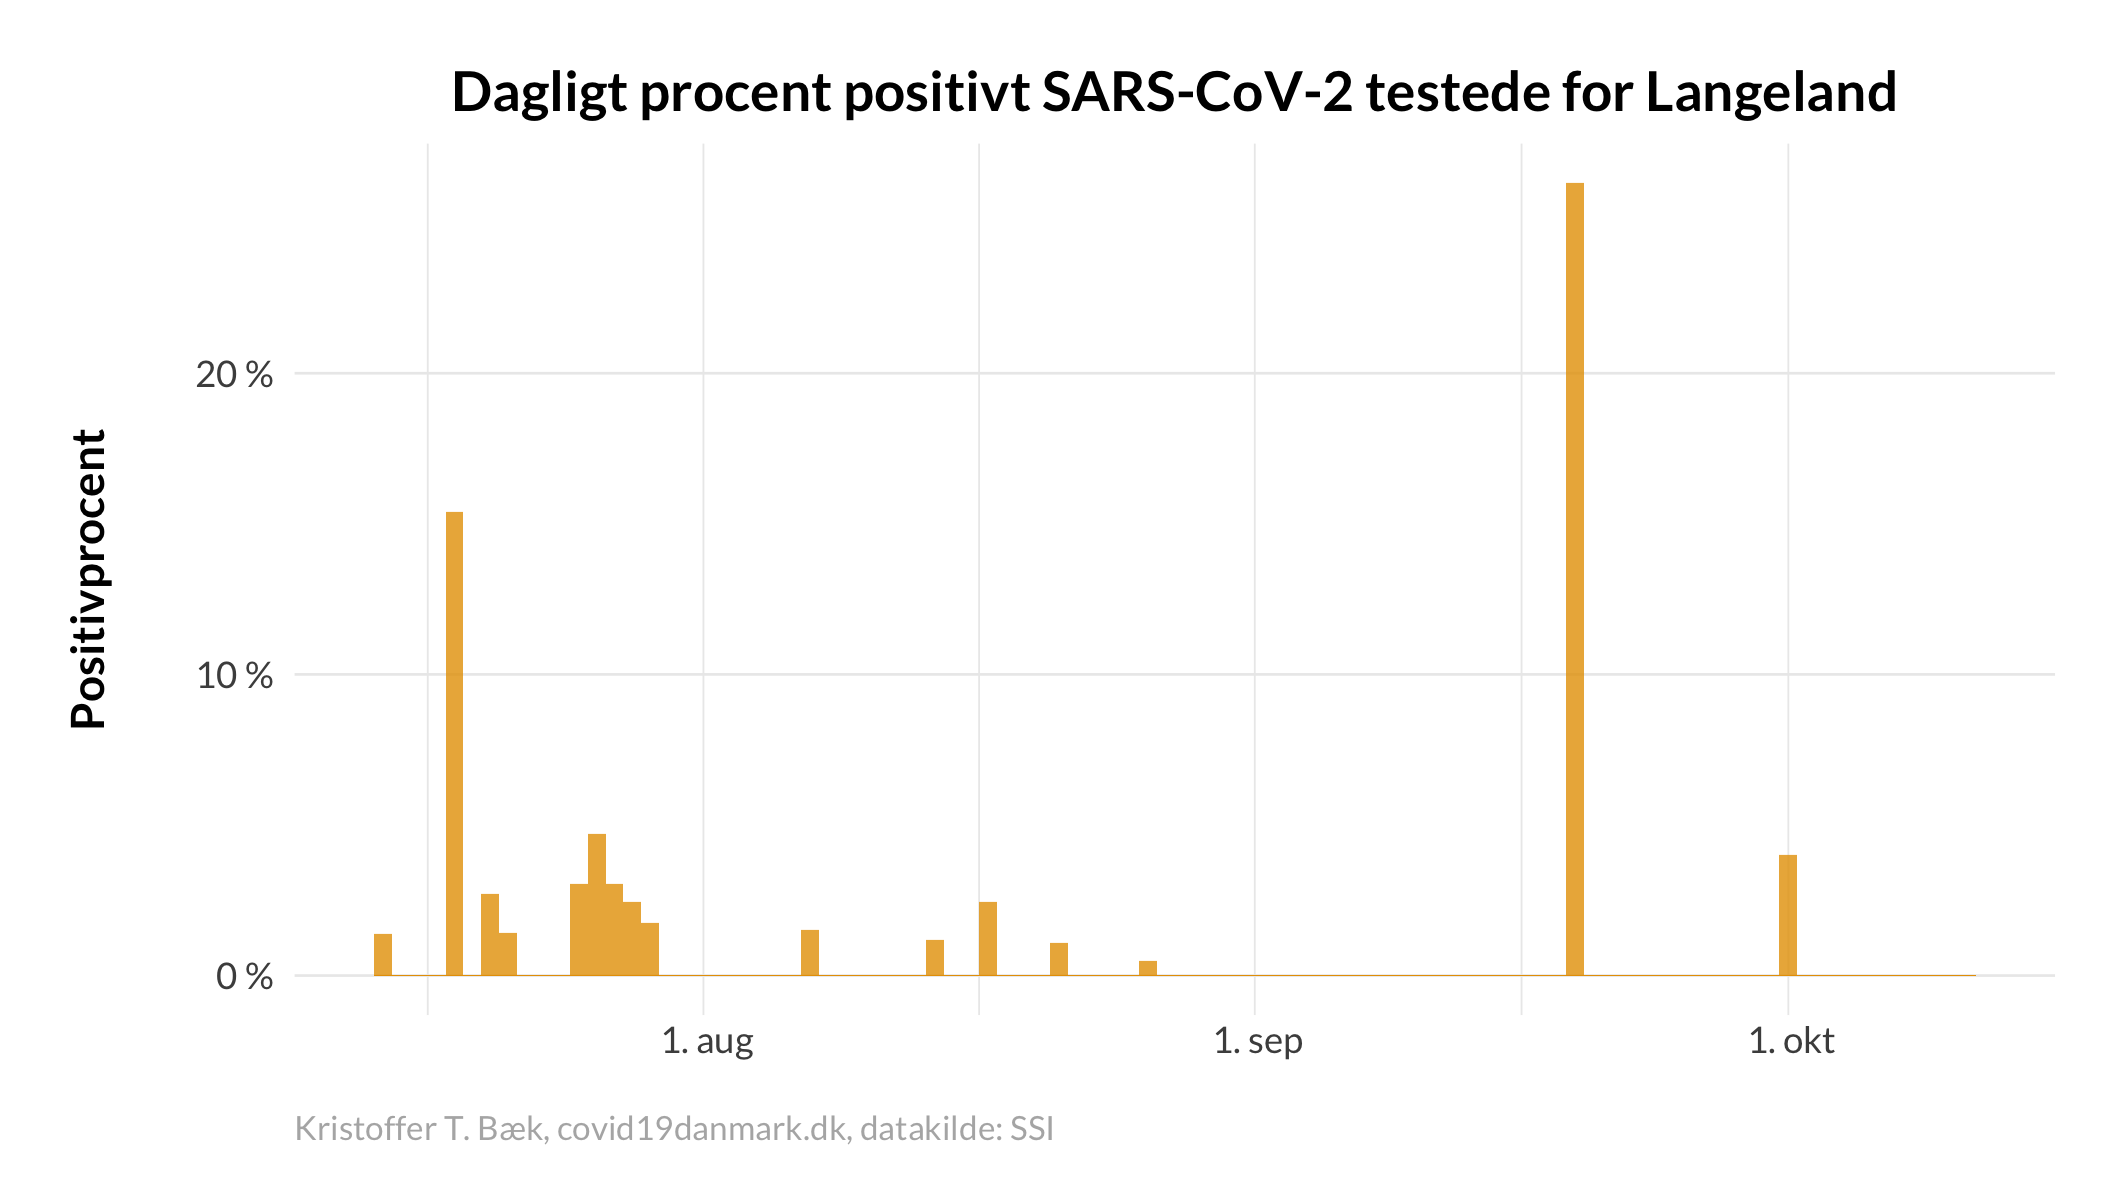 Dagligt procent positivt SARS-CoV-2 testede for Langeland
Positivprocent
20 %
10 %
0 %
1. aug
1. sep
1. okt
Kristoffer T. Bæk, covid19danmark.dk, datakilde: SSI